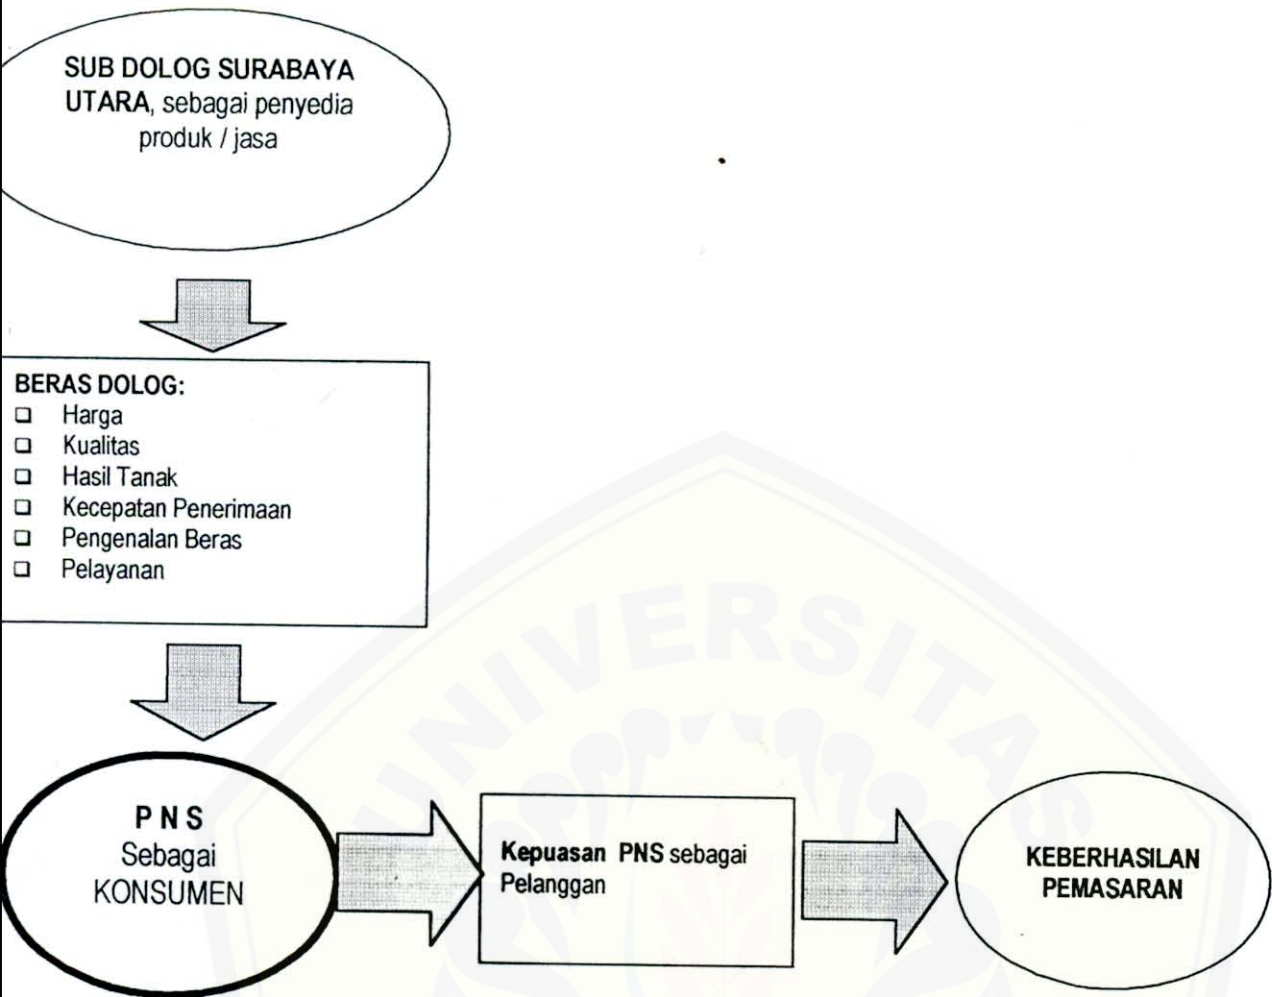 SUB DOLOG SURABAYA
UTARA, sebagai penyedia
produk / jasa
BERAS DOLOG:
❑ Harga
❑ Kualitas
❑ Hasil Tanak
❑ Kecepatan Penerimaan
❑ Pengenalan Beras
❑ Pelayanan
UNIVERSITAS
P N S
Sebagai
KONSUMEN
Kepuasan PNS sebagai
Pelanggan
KEBERHASILAN
PEMASARAN